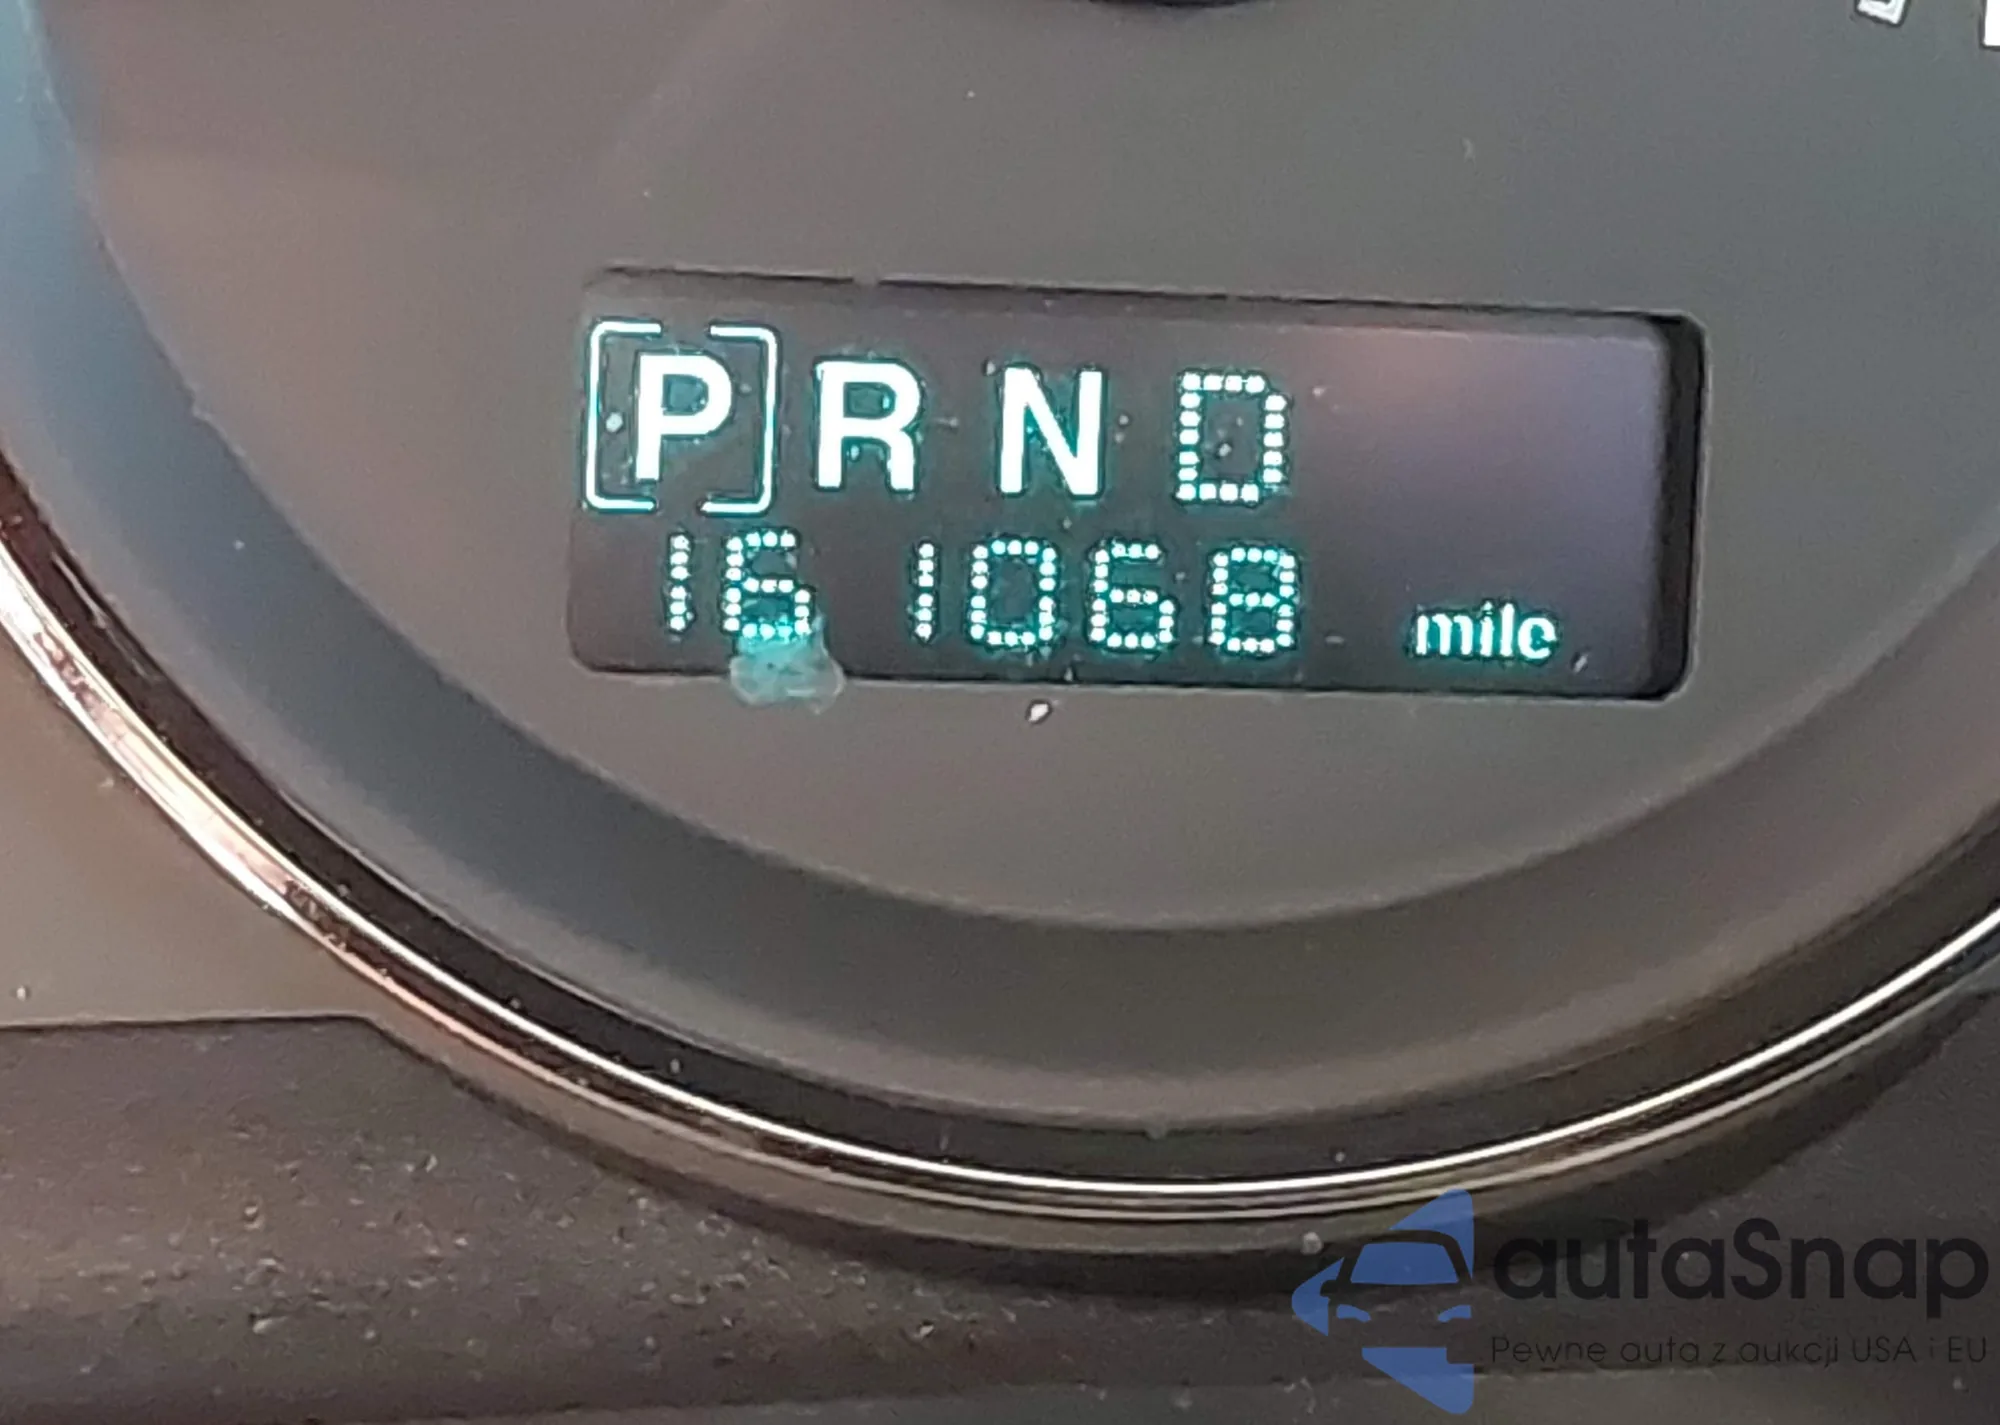 [P] R N D
161068 mile
autaSnap
Pewne auta z aukcji USA i EU